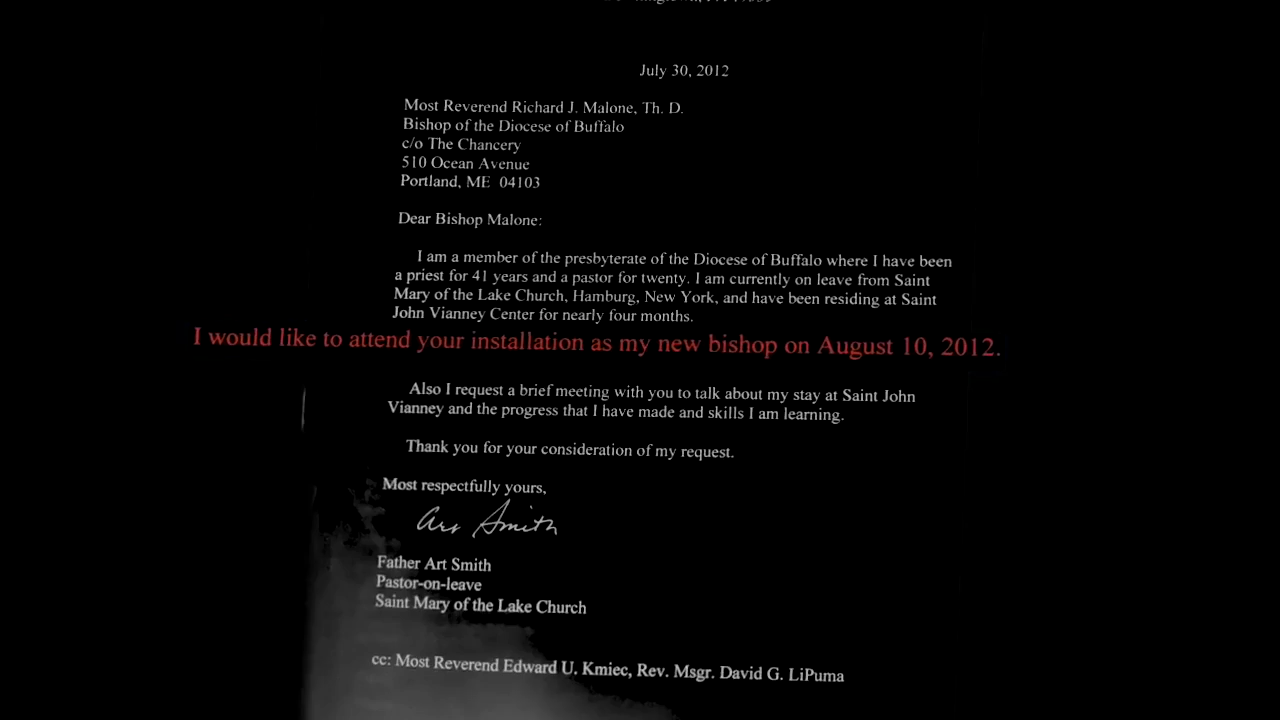 July 30, 2012
Most Reverend Richard J. Malone, Th. D.
Bishop of the Diocese of Buffalo
c/o The Chancery
510 Ocean Avenue
Portland, ME 04103
Dear Bishop Malone:
I am a member of the presbyterate of the Diocese of Buffalo where I have been
a priest for 41 years and a pastor for twenty. I am currently on leave from Saint
Mary of the Lake Church, Hamburg, New York, and have been residing at Saint
John Vianney Center for nearly four months.
I would like to attend your installation as my new bishop on August 10, 2012.
Also I request a brief meeting with you to talk about my stay at Saint John
Vianney and the progress that I have made and skills I am learning.
Thank you for your consideration of my request.
Most respectfully yours,
Art Smith
Father Art Smith
Pastor-on-leave
Saint Mary of the Lake Church
cc: Most Reverend Edward U. Kmiec, Rev. Msgr. David G. LiPuma